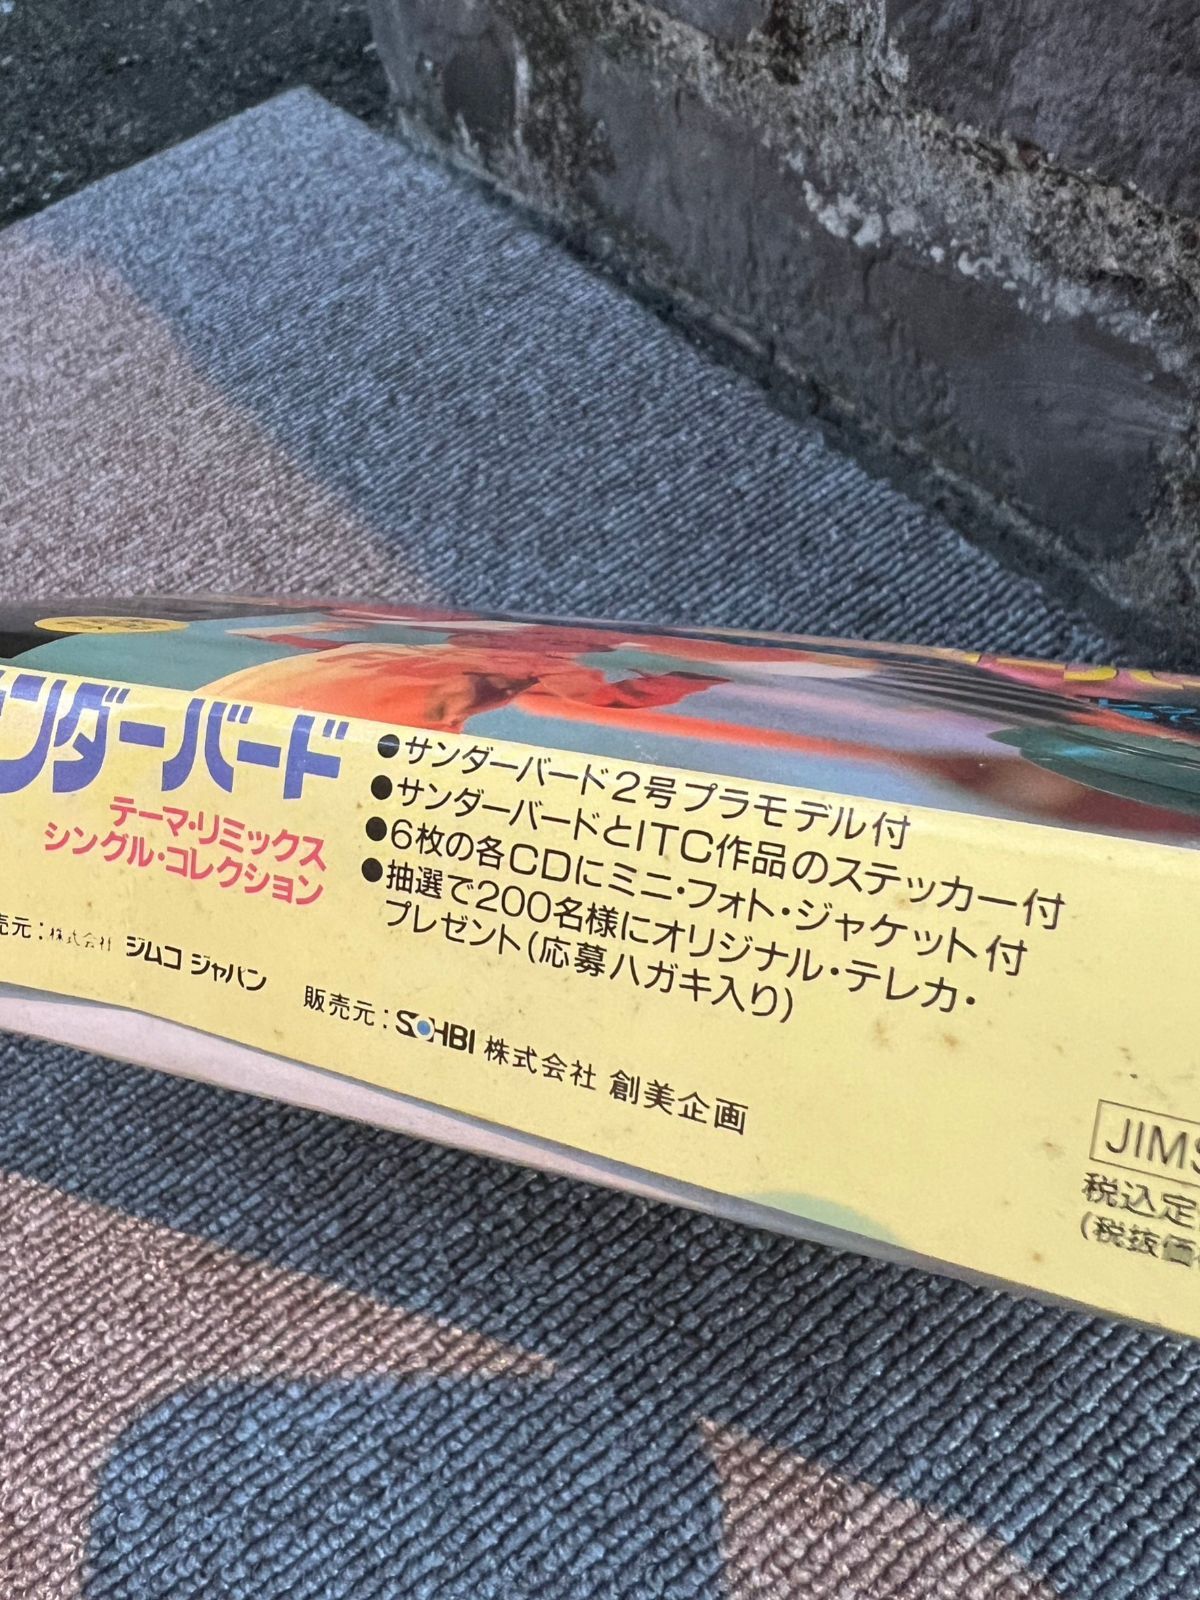 ンダーバード
テーマ・リミックス
シングル・コレクション
●サンダーバード2号プラモデル付
●サンダーバードとITC作品のステッカー付
●6枚の各CDにミニ・フォト・ジャケット付
●抽選で200名様にオリジナル・テレカ・
プレゼント(応募ハガキ入り)
売元:株式会社 ジムコ ジャパン
販売元:SOHBI 株式会社 創美企画
JIMS
税込定
(税抜価